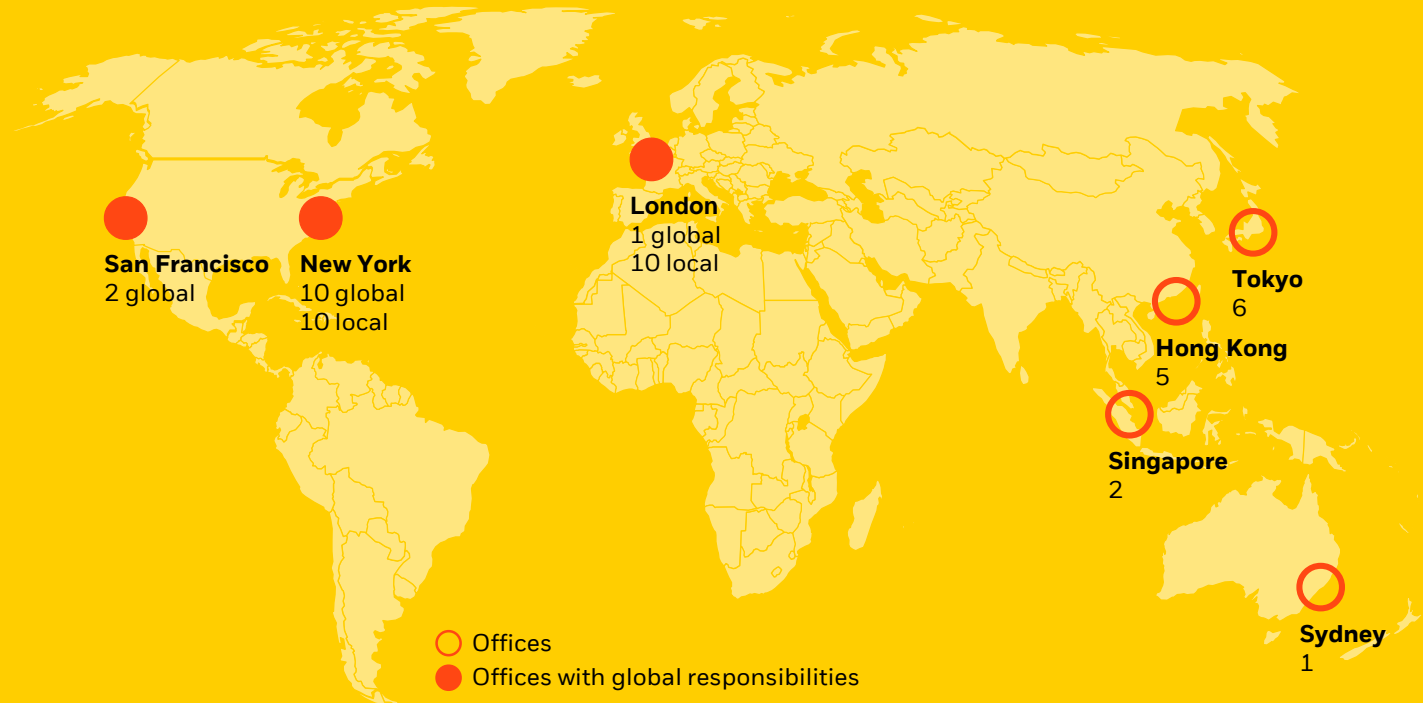 San Francisco
2 global
New York
10 global
10 local
London
1 global
10 local
Tokyo
6
Hong Kong
5
Singapore
2
Sydney
1
Offices
Offices with global responsibilities